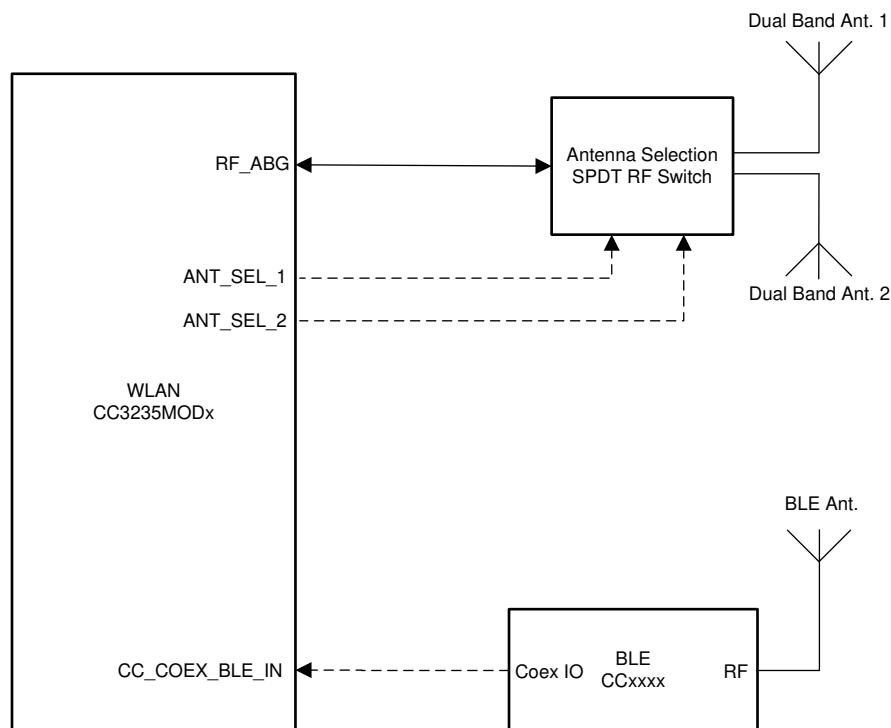 Dual Band Ant. 1
RF_ABG
Antenna Selection
SPDT RF Switch
ANT_SEL_1
Dual Band Ant. 2
ANT_SEL_2
WLAN
CC3235MODx
BLE Ant.
CC_COEX_BLE_IN
Coex IO
BLE
CCxxxx
RF